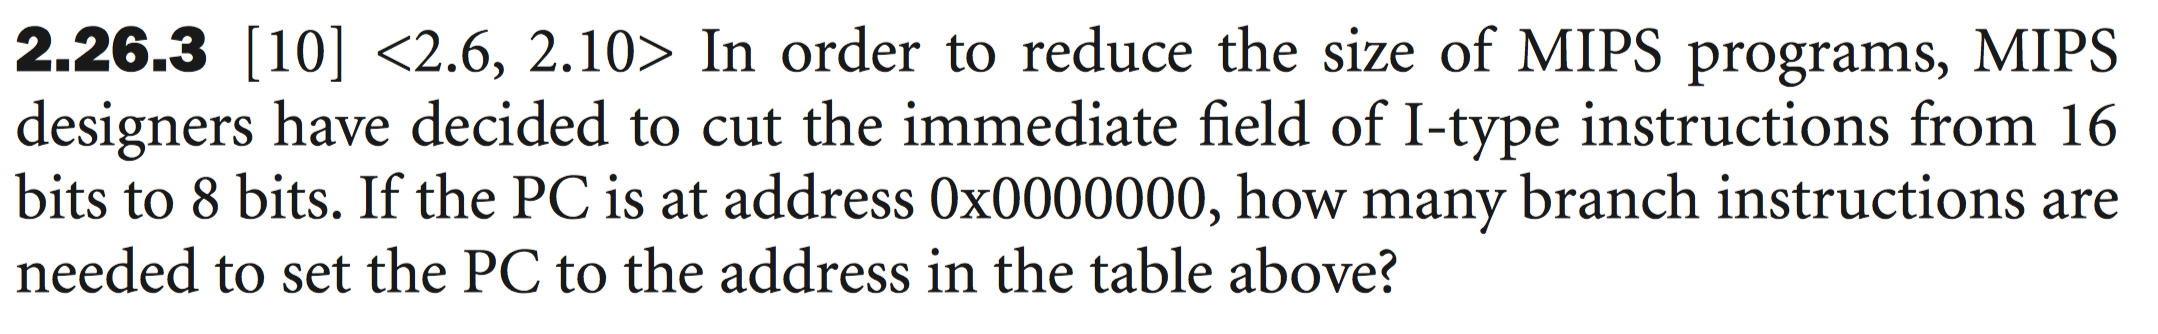 2.26.3 [10] <2.6, 2.10> In order to reduce the size of MIPS programs, MIPS
designers have decided to cut the immediate field of I-type instructions from 16
bits to 8 bits. If the PC is at address 0x0000000, how many branch instructions are
needed to set the PC to the address in the table above?